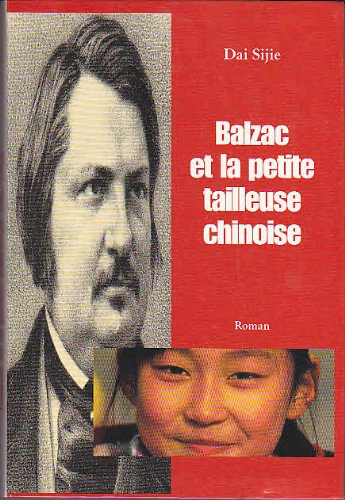 Dai Sijie
Balzac
et la petite
tailleuse
chinoise
Roman